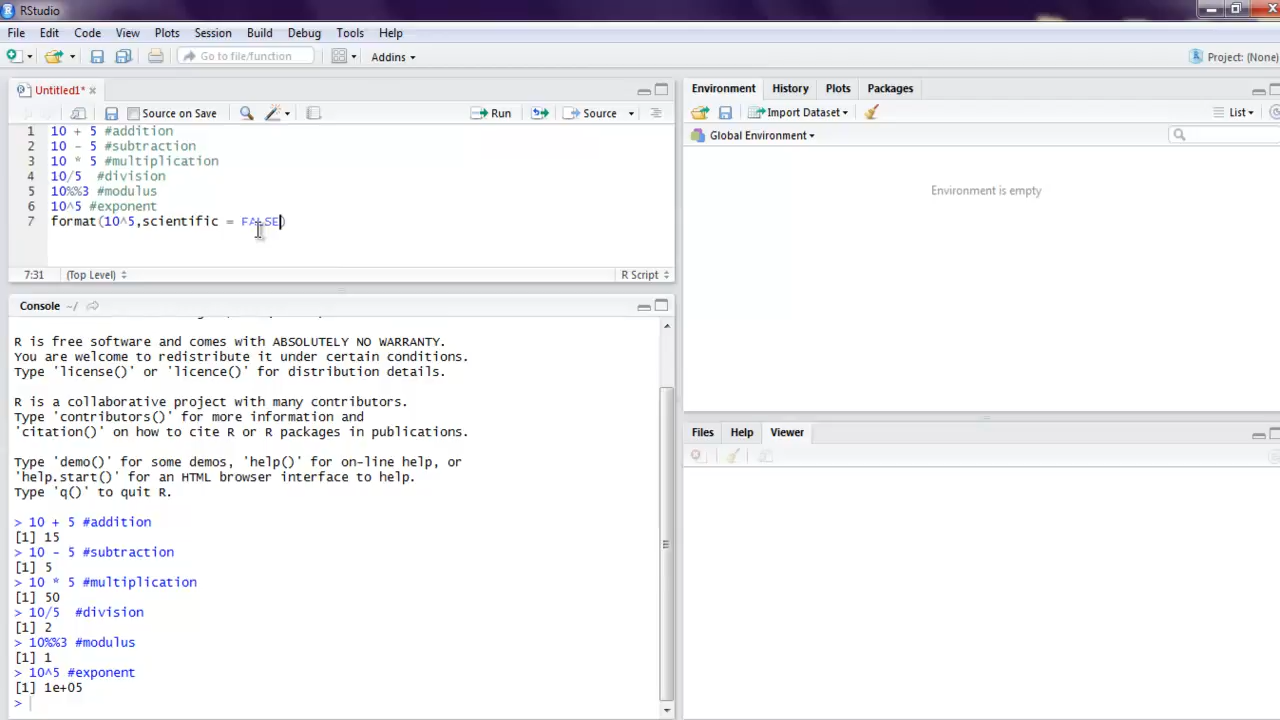 RStudio
File Edit Code View Plots Session Build Debug Tools Help
Go to file/function Addins Project: (None)
Untitled1*
Source on Save Run Source
1 10 + 5 #addition
2 10 - 5 #subtraction
3 10 * 5 #multiplication
4 10/5  #division
5 10%%3 #modulus
6 10^5 #exponent
7 format(10^5,scientific = FALSE)
7:31 (Top Level) R Script
Console ~/
R is free software and comes with ABSOLUTELY NO WARRANTY.
You are welcome to redistribute it under certain conditions.
Type 'license()' or 'licence()' for distribution details.
R is a collaborative project with many contributors.
Type 'contributors()' for more information and
'citation()' on how to cite R or R packages in publications.
Type 'demo()' for some demos, 'help()' for on-line help, or
'help.start()' for an HTML browser interface to help.
Type 'q()' to quit R.
> 10 + 5 #addition
[1] 15
> 10 - 5 #subtraction
[1] 5
> 10 * 5 #multiplication
[1] 50
> 10/5  #division
[1] 2
> 10%%3 #modulus
[1] 1
> 10^5 #exponent
[1] 1e+05
>
Environment History Plots Packages
Import Dataset List
Global Environment
Environment is empty
Files Help Viewer